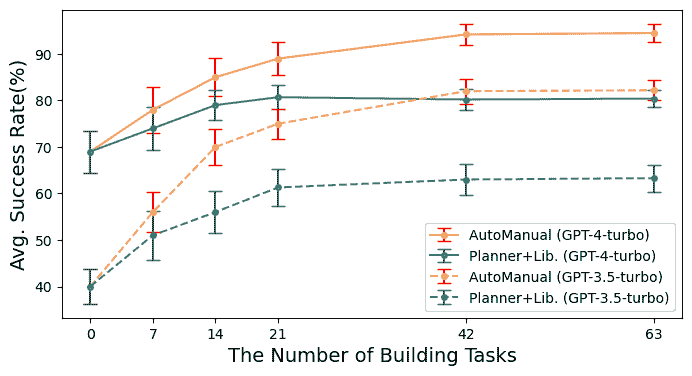 Avg. Success Rate(%)
90
80
70
60
50
40
0 7 14 21 42 63
The Number of Building Tasks
AutoManual (GPT-4-turbo)
Planner+Lib. (GPT-4-turbo)
AutoManual (GPT-3.5-turbo)
Planner+Lib. (GPT-3.5-turbo)